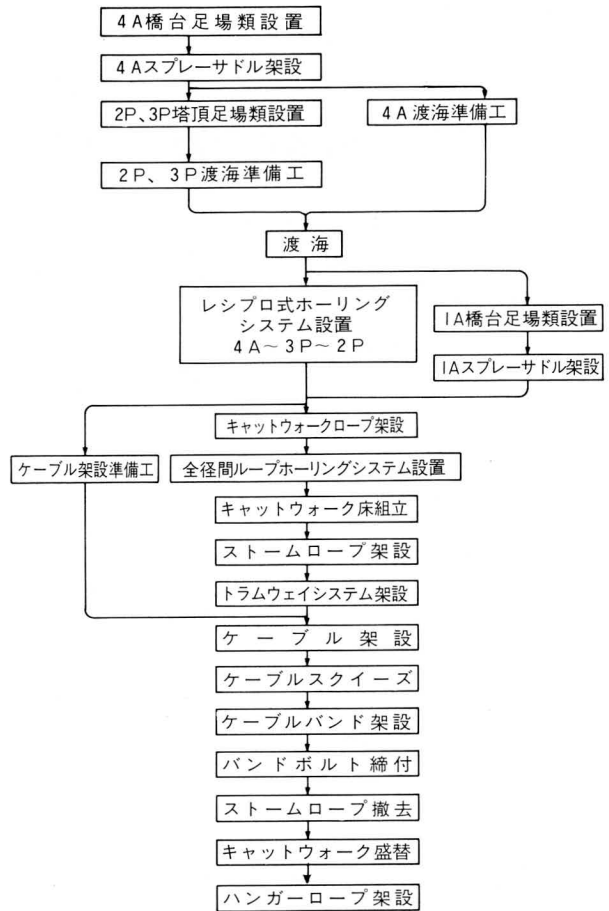 4A橋台足場類設置
4Aスプレーサドル架設
2P、3P塔頂足場類設置
4A渡海準備工
2P、3P渡海準備工
渡海
レシプロ式ホーリング
システム設置
4A～3P～2P
1A橋台足場類設置
1Aスプレーサドル架設
キャットウォークロープ架設
ケーブル架設準備工
全径間ループホーリングシステム設置
キャットウォーク床組立
ストームロープ架設
トラムウェイシステム架設
ケーブル架設
ケーブルスクイーズ
ケーブルバンド架設
バンドボルト締付
ストームロープ撤去
キャットウォーク盛替
ハンガーロープ架設